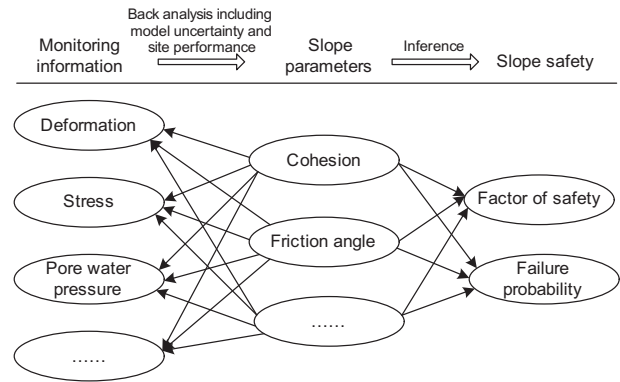 Back analysis including
model uncertainty and
site performance
Monitoring
information
Slope
parameters
Inference
Slope safety
Deformation
Stress
Pore water
pressure
......
Cohesion
Friction angle
......
Factor of safety
Failure
probability